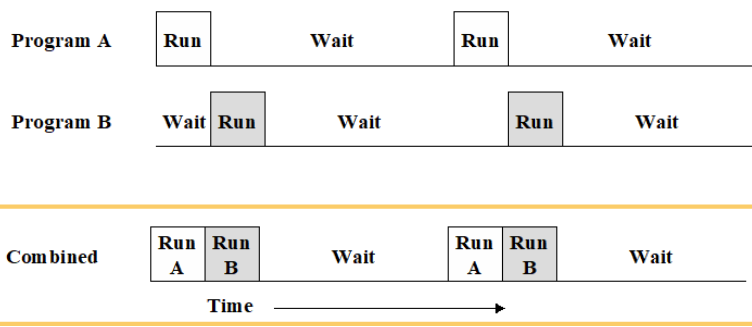 Program A Run Wait Run Wait
Program B Wait Run Wait Run Wait
Combined Run A Run B Wait Run A Run B Wait
Time